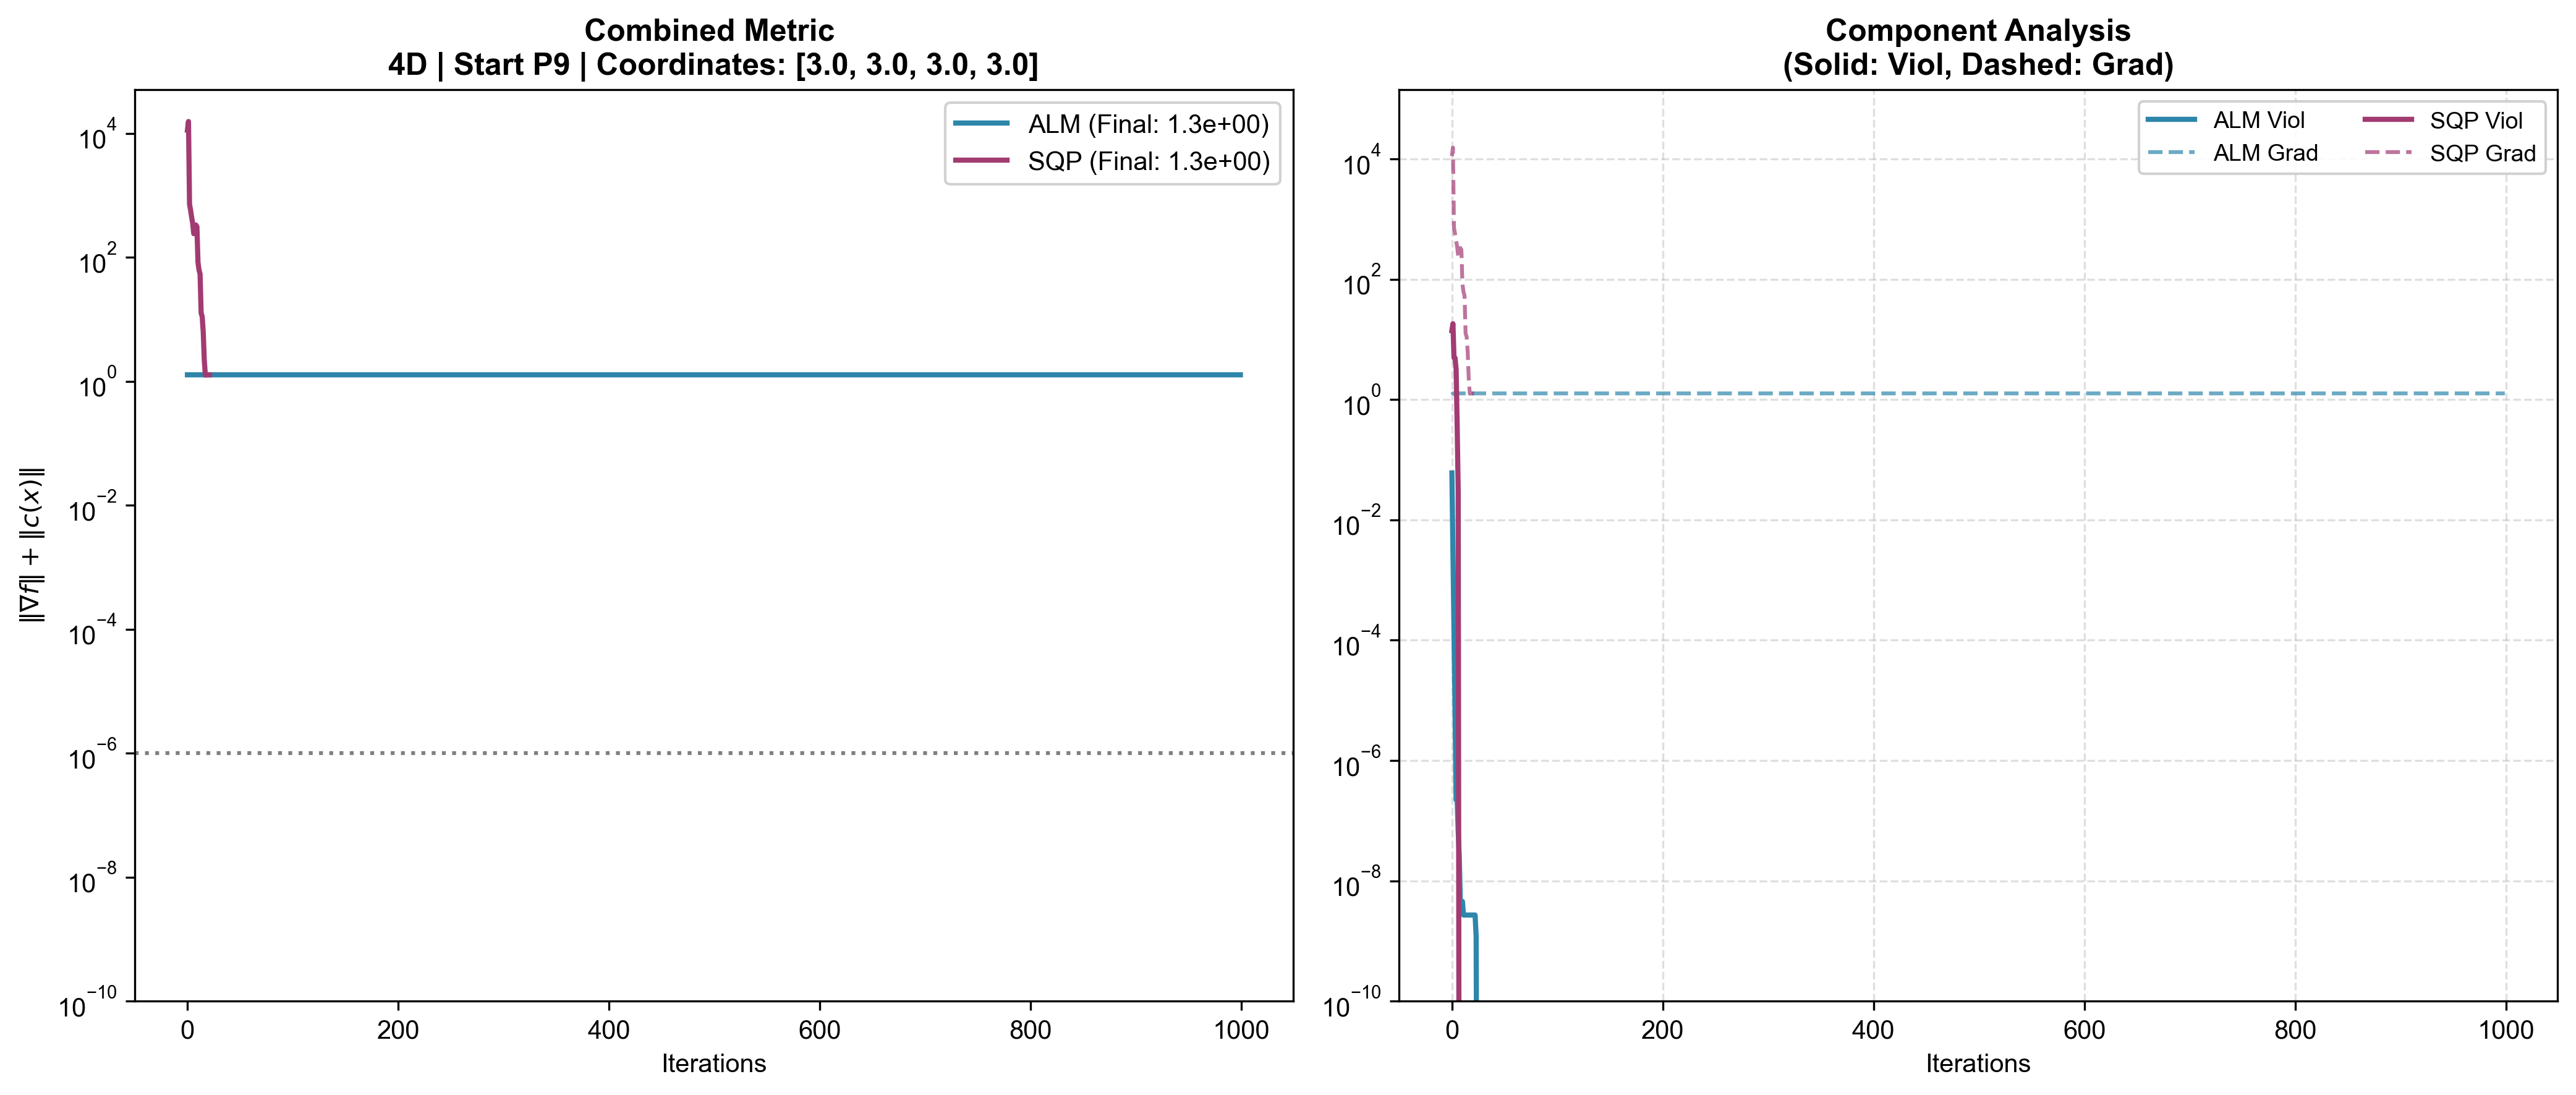 Combined Metric
4D | Start P9 | Coordinates: [3.0, 3.0, 3.0, 3.0]
ALM (Final: 1.3e+00)
SQP (Final: 1.3e+00)
10^4
10^2
10^0
10^−2
10^−4
10^−6
10^−8
10^−10
‖∇f‖ + ‖c(x)‖
0 200 400 600 800 1000
Iterations
Component Analysis
(Solid: Viol, Dashed: Grad)
ALM Viol SQP Viol
ALM Grad SQP Grad
10^4
10^2
10^0
10^−2
10^−4
10^−6
10^−8
10^−10
0 200 400 600 800 1000
Iterations